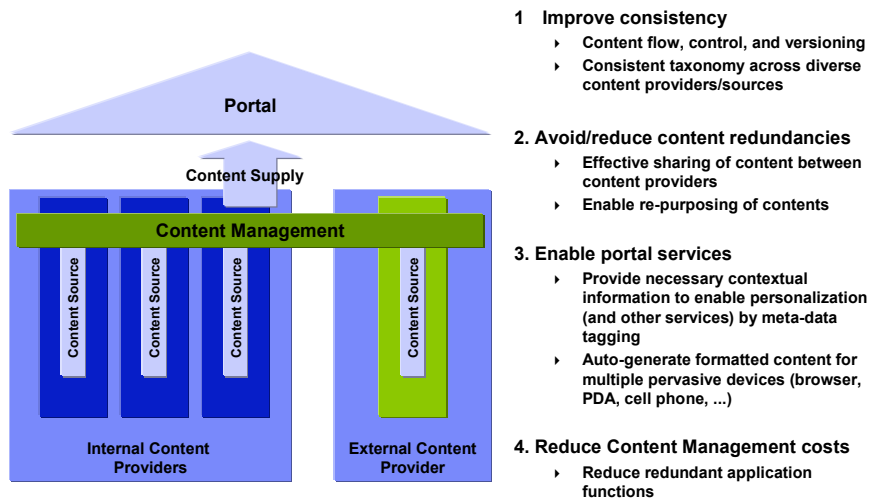 Portal
Content Supply
Content Management
Content Source
Content Source
Content Source
Content Source
Internal Content
Providers
External Content
Provider
1 Improve consistency
Content flow, control, and versioning
Consistent taxonomy across diverse
content providers/sources
2. Avoid/reduce content redundancies
Effective sharing of content between
content providers
Enable re-purposing of contents
3. Enable portal services
Provide necessary contextual
information to enable personalization
(and other services) by meta-data
tagging
Auto-generate formatted content for
multiple pervasive devices (browser,
PDA, cell phone, ...)
4. Reduce Content Management costs
Reduce redundant application
functions